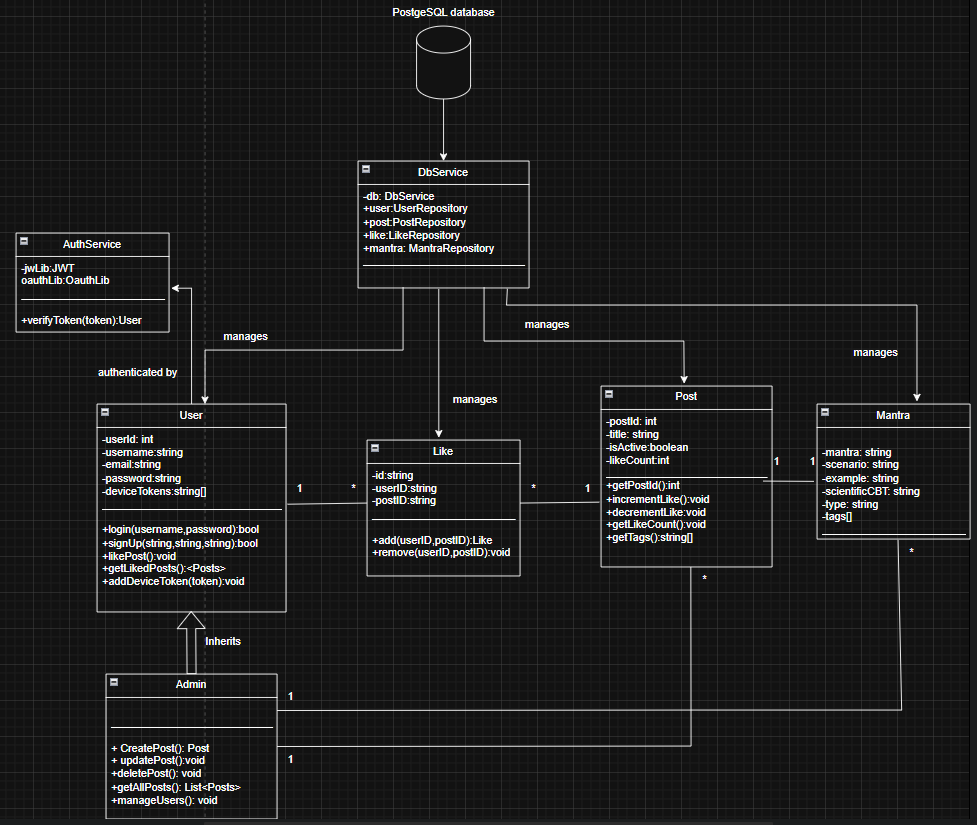 PostgeSQL database
DbService
-db: DbService
+user:UserRepository
+post:PostRepository
+like:LikeRepository
+mantra: MantraRepository
AuthService
-jwLib:JWT
oauthLib:OauthLib
+verifyToken(token):User
manages
manages
manages
authenticated by
manages
User
-userId: int
-username:string
-email:string
-password:string
-deviceTokens:string[]
+login(username,password):bool
+signUp(string,string,string):bool
+likePost():void
+getLikedPosts():<Posts>
+addDeviceToken(token):void
1
*
Like
-id:string
-userID:string
-postID:string
+add(userID,postID):Like
+remove(userID,postID):void
*
1
Post
-postId: int
-title: string
-isActive:boolean
-likeCount:int
+getPostId():int
+incrementLike():void
+decrementLike:void
+getLikeCount():void
+getTags():string[]
1
1
Mantra
-mantra: string
-scenario: string
-example: string
-scientificCBT: string
-type: string
-tags[]
*
*
Inherits
Admin
1
+ CreatePost(): Post
+ updatePost():void
+deletePost(): void
+getAllPosts(): List<Posts>
+manageUsers(): void
1